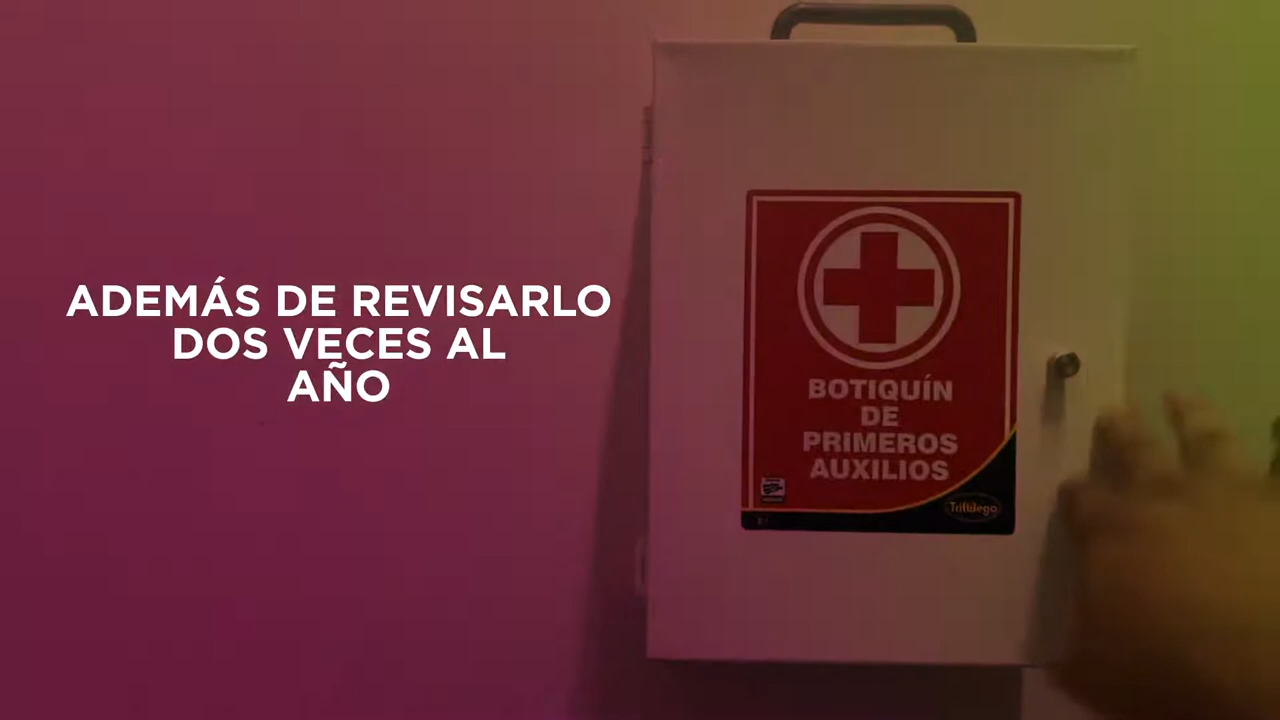 ADEMÁS DE REVISARLO
DOS VECES AL
AÑO
BOTIQUÍN
DE
PRIMEROS
AUXILIOS